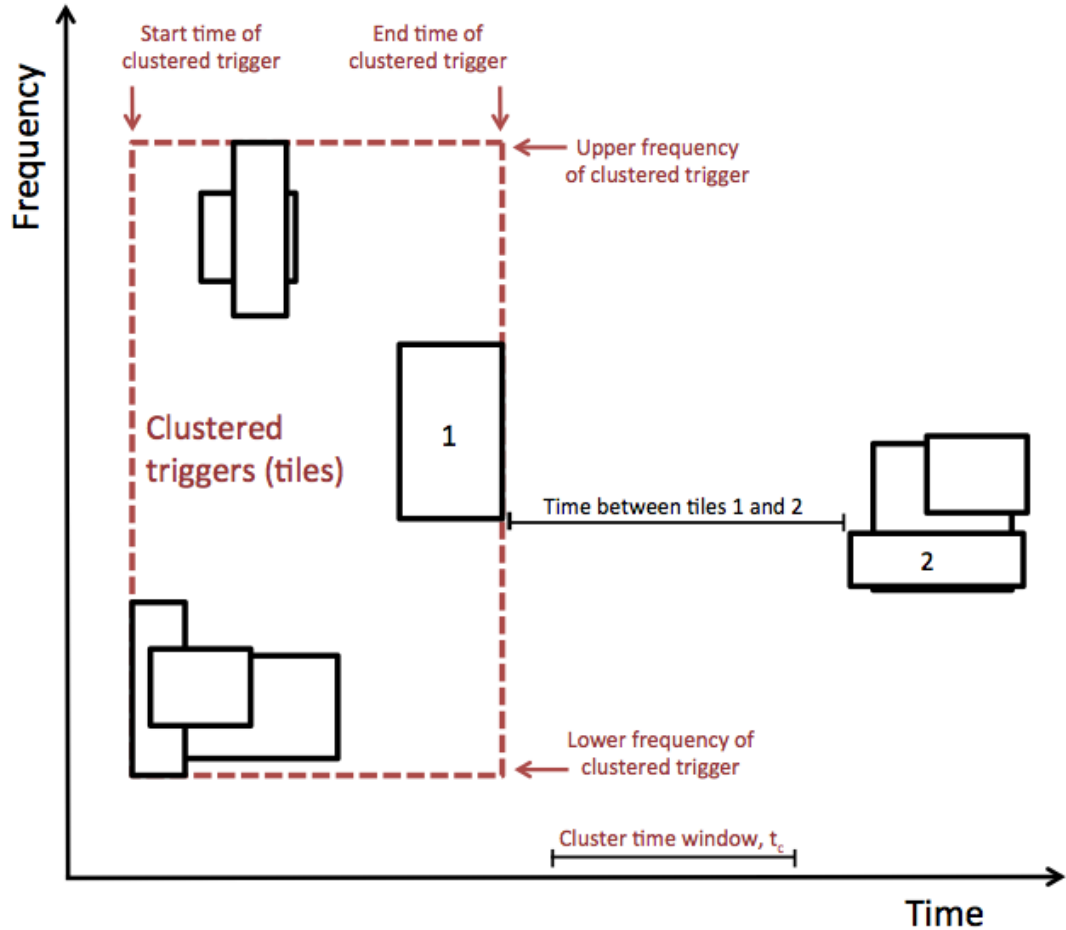 Start time of
clustered trigger
End time of
clustered trigger
Frequency
Upper frequency
of clustered trigger
Clustered
triggers (tiles)
1
Time between tiles 1 and 2
2
Lower frequency of
clustered trigger
Cluster time window, t_c
Time